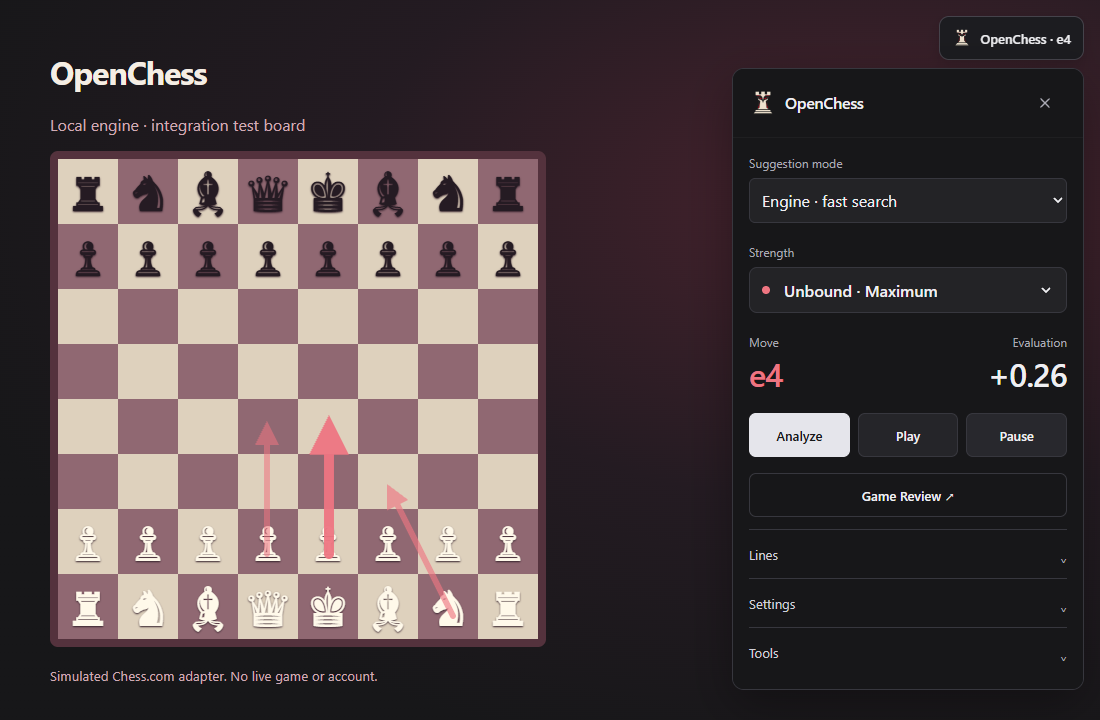 OpenChess · e4
OpenChess
Local engine · integration test board
OpenChess
Suggestion mode
Engine · fast search
Strength
Unbound · Maximum
Move
Evaluation
e4
+0.26
Analyze
Play
Pause
Game Review ↗
Lines
Settings
Tools
Simulated Chess.com adapter. No live game or account.